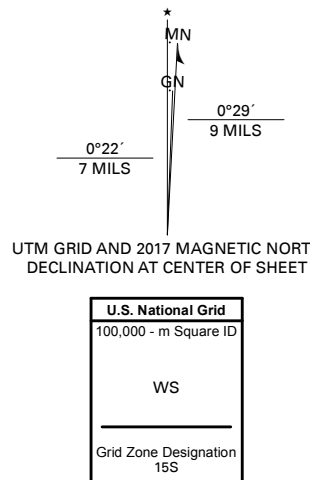 ★
MN
GN
0°29´
9 MILS
0°22´
7 MILS
UTM GRID AND 2017 MAGNETIC NORT
DECLINATION AT CENTER OF SHEET
U.S. National Grid
100,000 - m Square ID
WS
Grid Zone Designation
15S